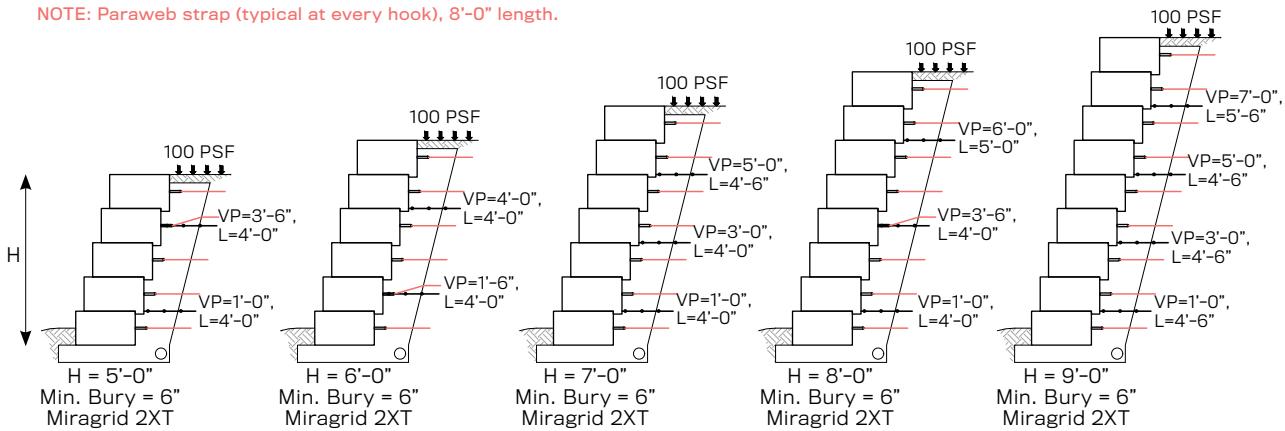 NOTE: Paraweb strap (typical at every hook), 8’-0” length.
100 PSF
H
VP=3’-6”,
L=4’-0”
VP=1’-0”,
L=4’-0”
H = 5’-0”
Min. Bury = 6”
Miragrid 2XT
100 PSF
VP=4’-0”,
L=4’-0”
VP=1’-6”,
L=4’-0”
H = 6’-0”
Min. Bury = 6”
Miragrid 2XT
100 PSF
VP=5’-0”,
L=4’-6”
VP=3’-0”,
L=4’-0”
VP=1’-0”,
L=4’-0”
H = 7’-0”
Min. Bury = 6”
Miragrid 2XT
100 PSF
VP=6’-0”,
L=5’-0”
VP=3’-6”,
L=4’-0”
VP=1’-0”,
L=4’-0”
H = 8’-0”
Min. Bury = 6”
Miragrid 2XT
100 PSF
VP=7’-0”,
L=5’-6”
VP=5’-0”,
L=4’-6”
VP=3’-0”,
L=4’-6”
VP=1’-0”,
L=4’-6”
H = 9’-0”
Min. Bury = 6”
Miragrid 2XT